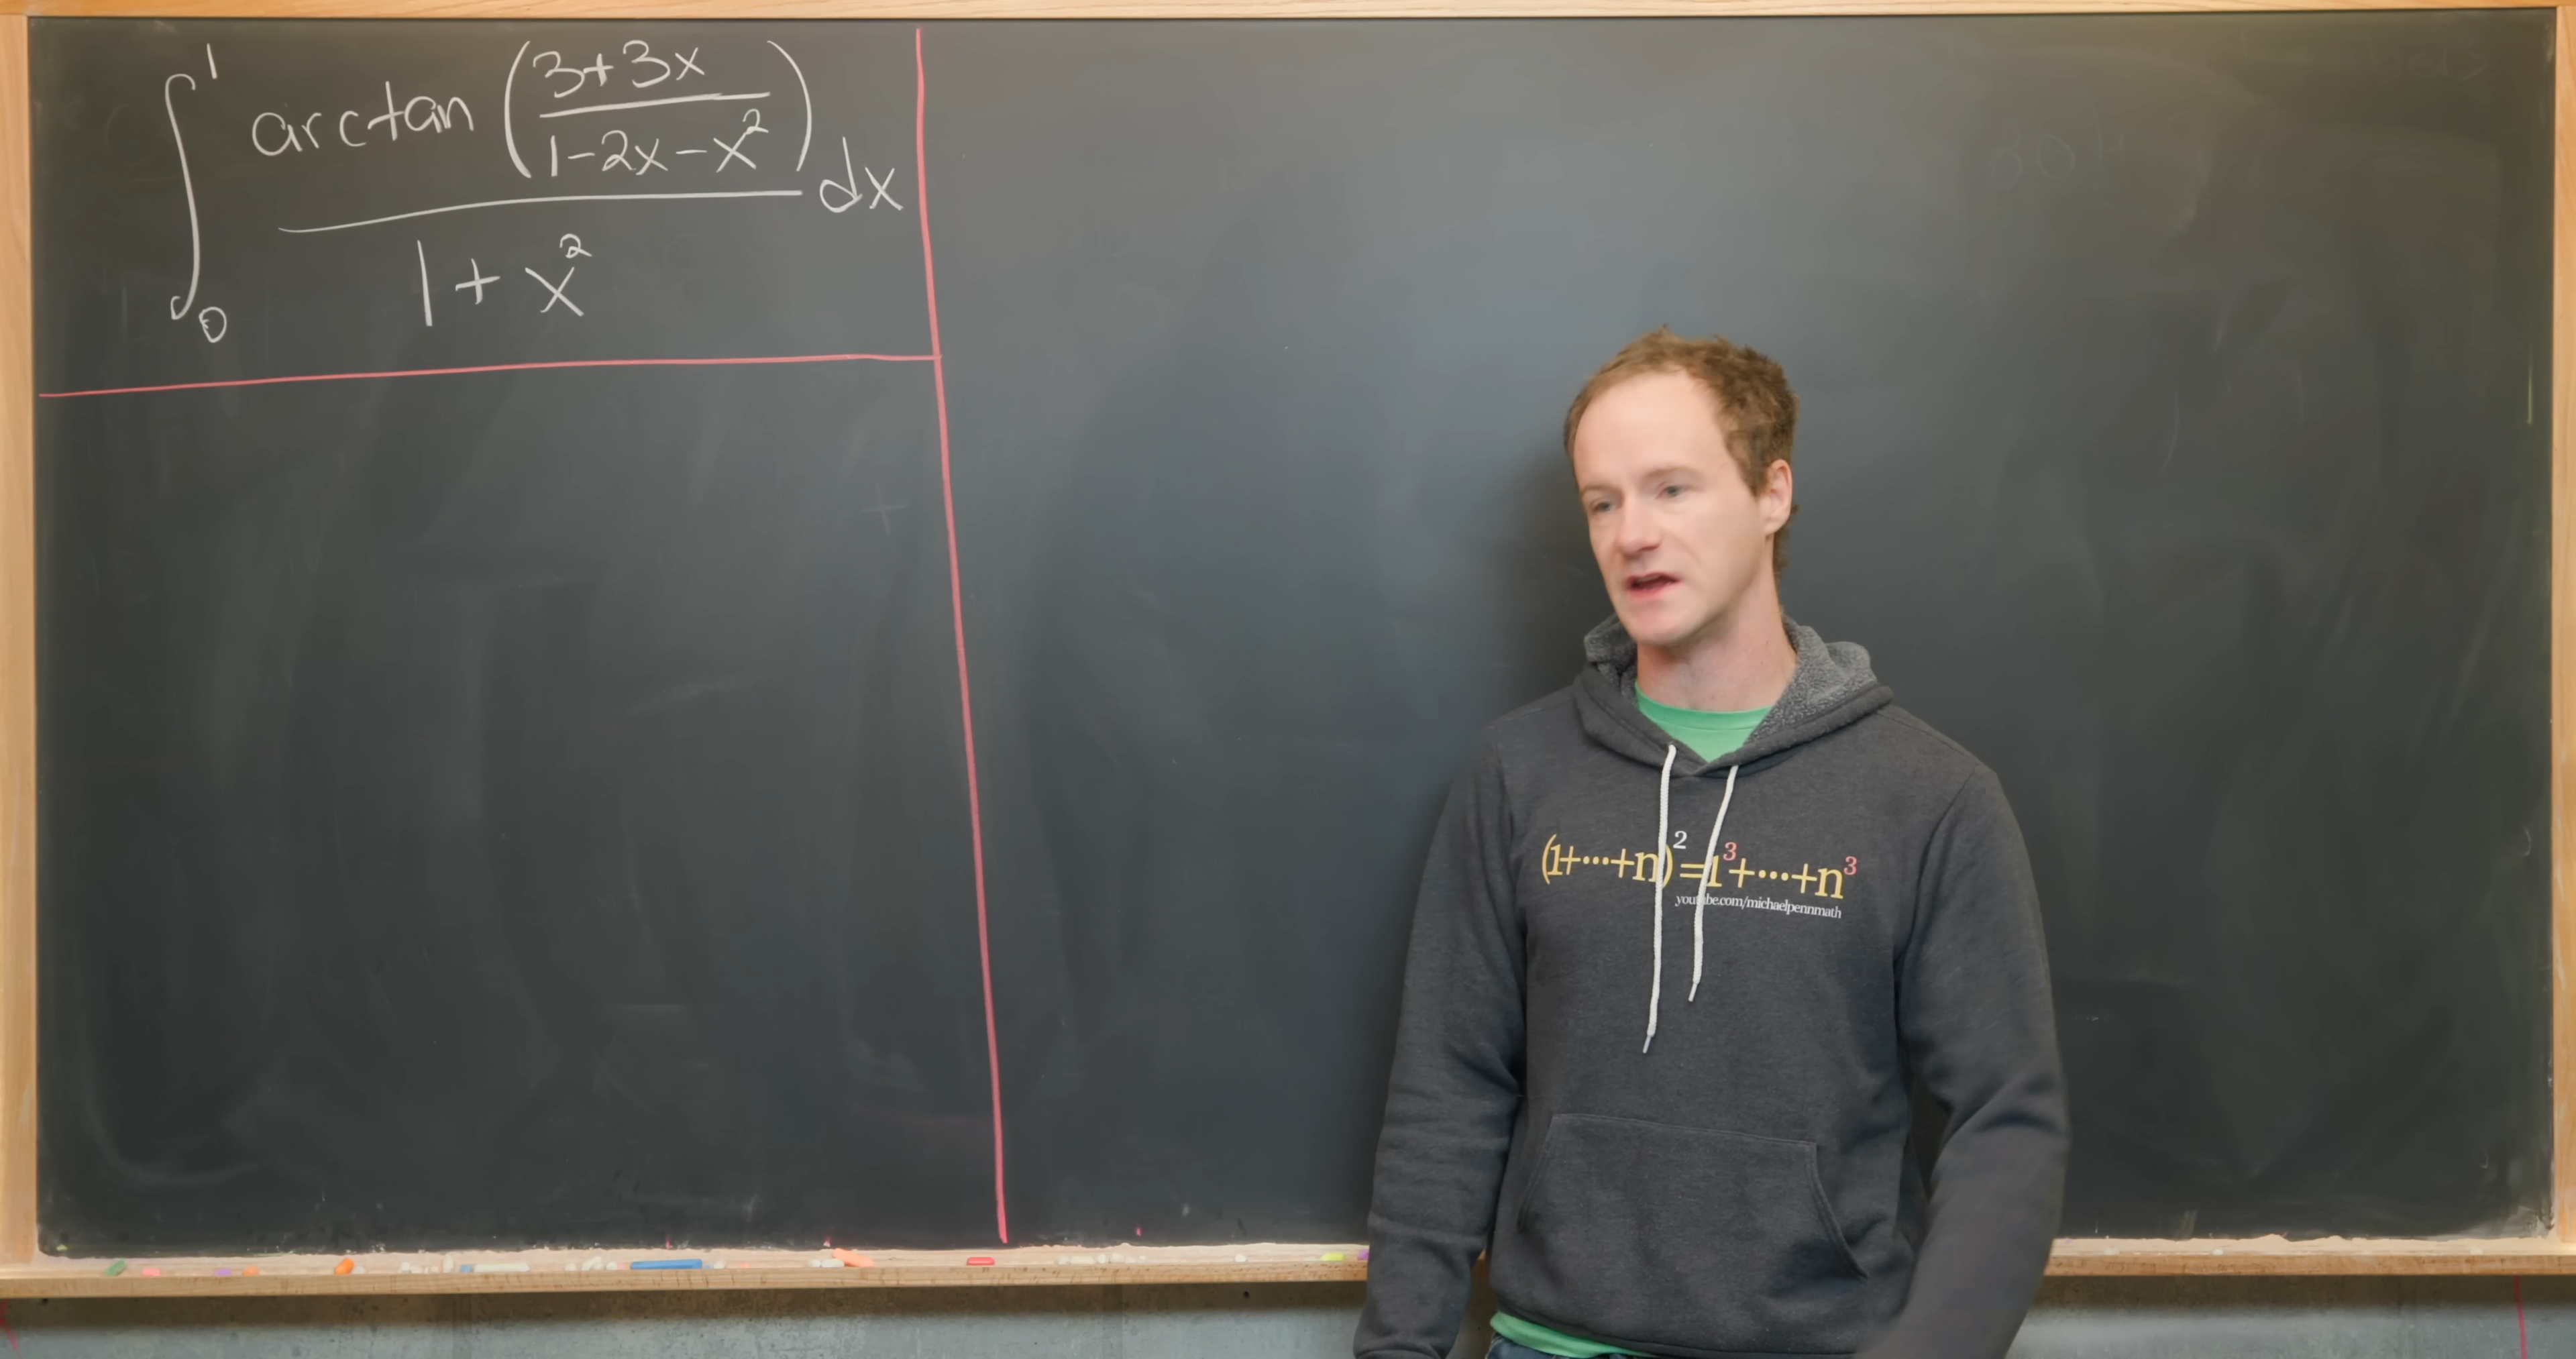 ∫₀¹ arctan((3+3x)/(1-2x-x²))/(1+x²) dx
(1+···+n)²=1³+···+n³
youtube.com/michaelpennmath